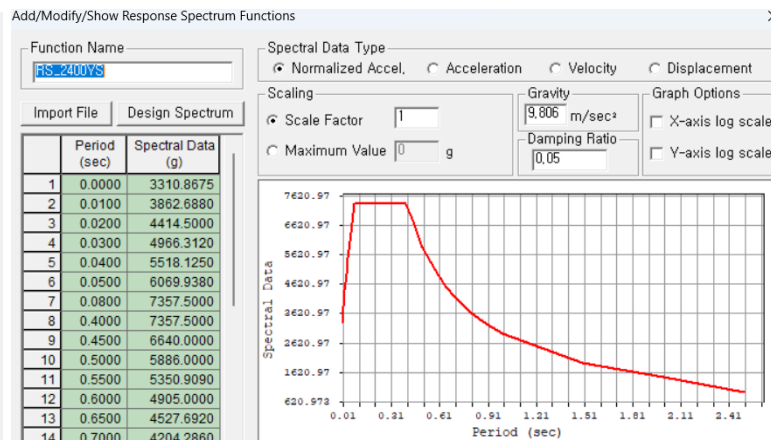 Add/Modify/Show Response Spectrum Functions
Function Name
RS_2400YS
Import File
Design Spectrum
Period (sec) Spectral Data (g)
1 0.0000 3310.8675
2 0.0100 3862.6880
3 0.0200 4414.5000
4 0.0300 4966.3120
5 0.0400 5518.1250
6 0.0500 6069.9380
7 0.0800 7357.5000
8 0.4000 7357.5000
9 0.4500 6640.0000
10 0.5000 5886.0000
11 0.5500 5350.9090
12 0.6000 4905.0000
13 0.6500 4527.6920
14 0.7000 4204.2860
Spectral Data Type
Normalized Accel. Acceleration Velocity Displacement
Scaling
Scale Factor 1
Maximum Value 0 g
Gravity
9,806 m/sec²
Damping Ratio
0,05
Graph Options
X-axis log scale
Y-axis log scale
Spectral Data
7620.97
6620.97
5620.97
4620.97
3620.97
2620.97
1620.97
620.973
0.01 0.31 0.61 0.91 1.21 1.51 1.81 2.11 2.41
Period (sec)